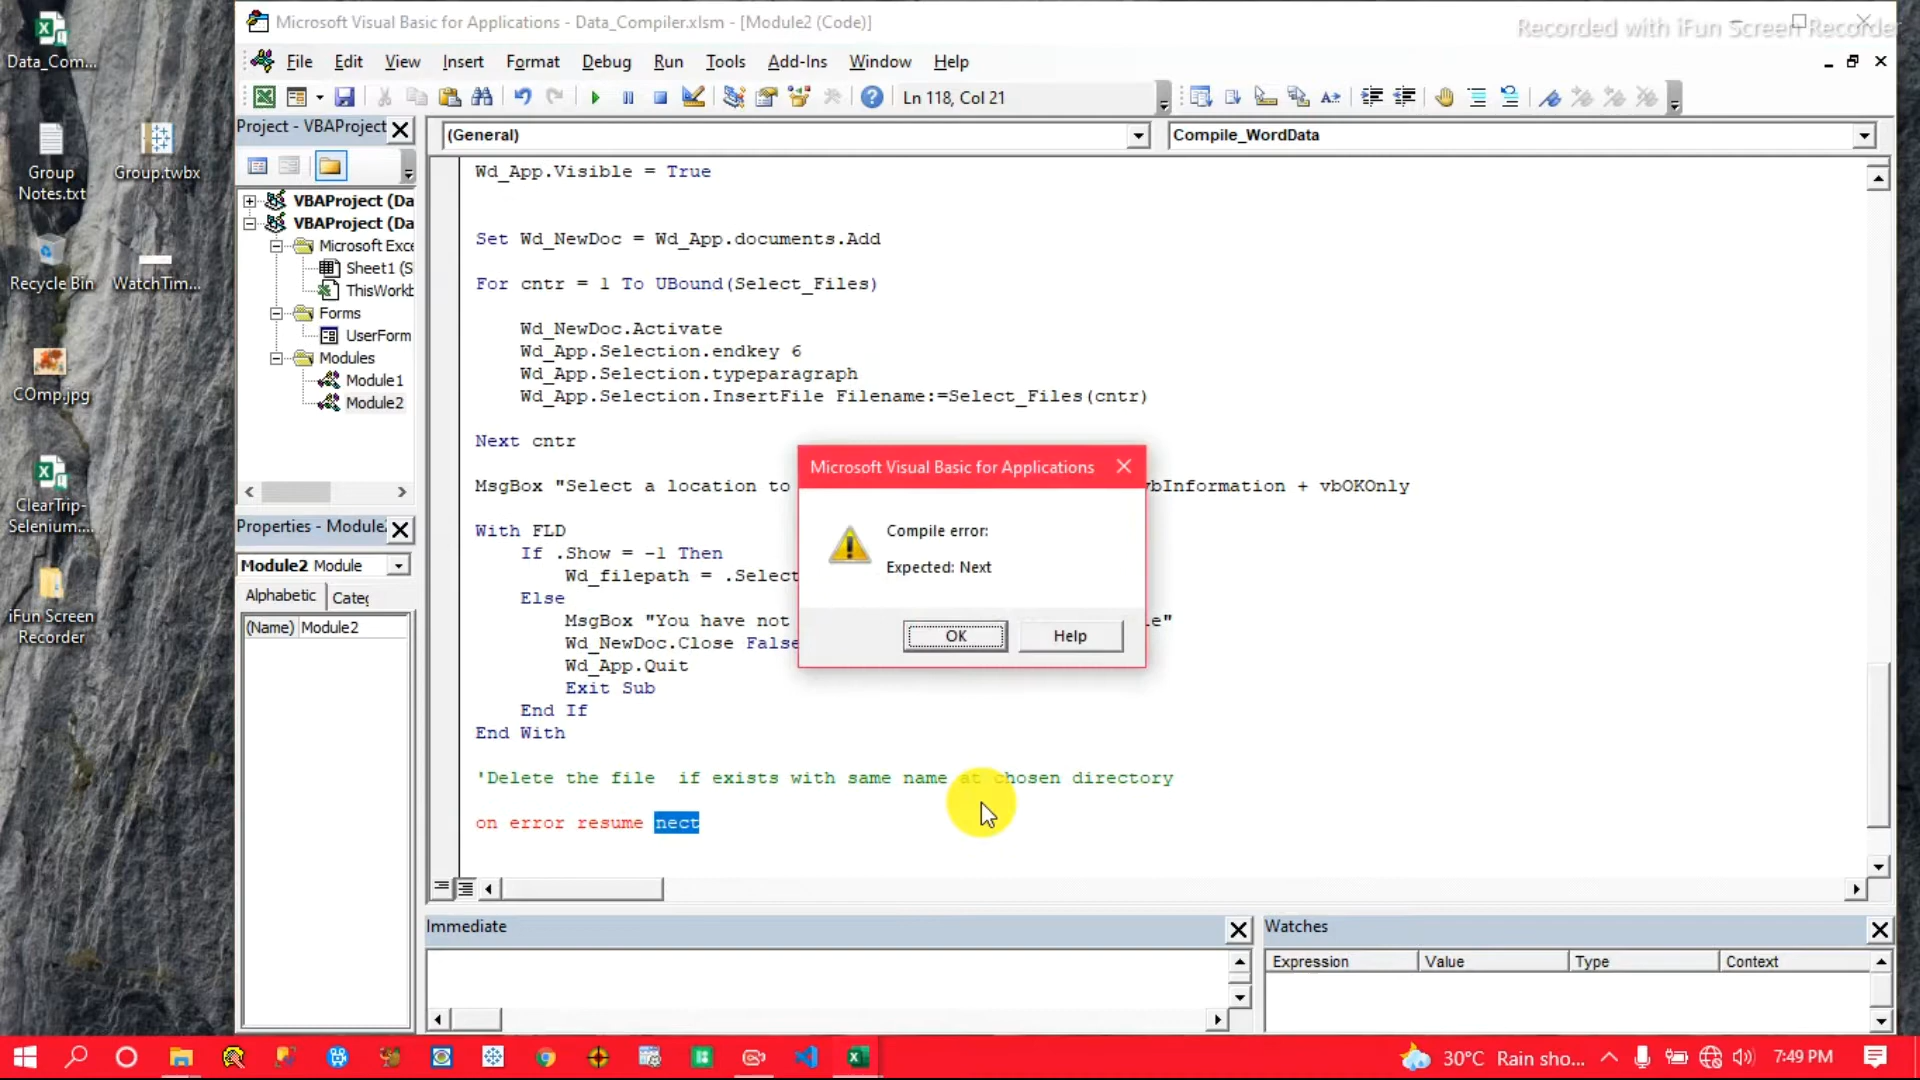 Microsoft Visual Basic for Applications - Data_Compiler.xlsm - [Module2 (Code)]
Recorded with iFun Screen Recorder
File Edit View Insert Format Debug Run Tools Add-Ins Window Help
Ln 118, Col 21
Project - VBAProject
(General)
Compile_WordData
VBAProject (Da
VBAProject (Da
Microsoft Exce
Sheet1 (S
ThisWorkb
Forms
UserForm
Modules
Module1
Module2
Properties - Module
Module2 Module
Alphabetic
Categ
(Name) Module2
Wd_App.Visible = True
Set Wd_NewDoc = Wd_App.documents.Add
For cntr = 1 To UBound(Select_Files)
Wd_NewDoc.Activate
Wd_App.Selection.endkey 6
Wd_App.Selection.typeparagraph
Wd_App.Selection.InsertFile Filename:=Select_Files(cntr)
Next cntr
MsgBox "Select a location to vbInformation + vbOKOnly
With FLD
If .Show = -1 Then
Wd_filepath = .Select
Else
MsgBox "You have not e"
Wd_NewDoc.Close False
Wd_App.Quit
Exit Sub
End If
End With
'Delete the file if exists with same name at chosen directory
on error resume nect
Microsoft Visual Basic for Applications
Compile error:
Expected: Next
OK
Help
Immediate
Watches
Expression Value Type Context
Data_Com...
Group Notes.txt
Group.twbx
Recycle Bin
WatchTim...
COmp.jpg
ClearTrip-Selenium....
iFun Screen Recorder
30°C Rain sho...
7:49 PM